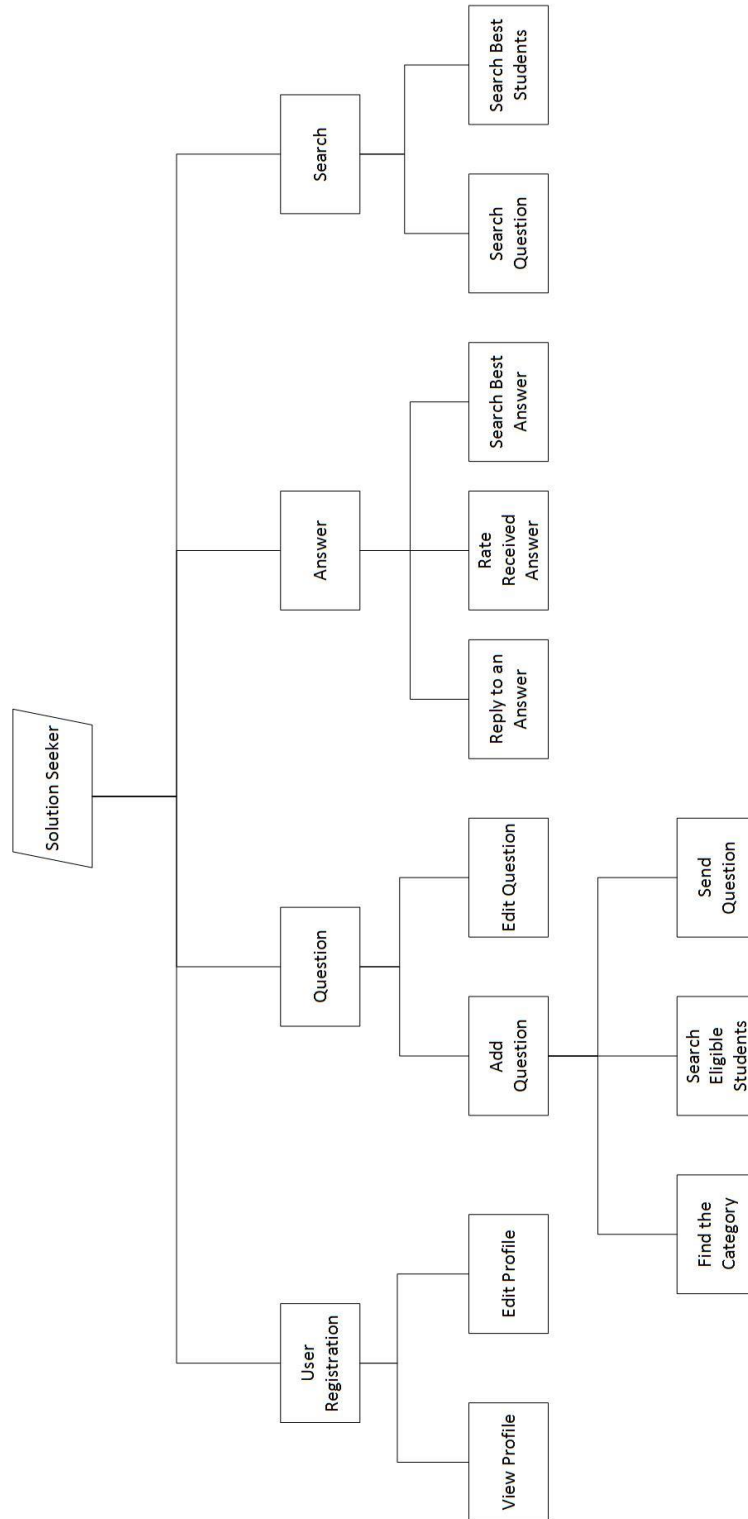 Solution Seeker
User
Registration
Question
Answer
Search
View Profile
Edit Profile
Add
Question
Edit Question
Reply to an
Answer
Rate
Received
Answer
Search Best
Answer
Search
Question
Search Best
Students
Find the
Category
Search
Eligible
Students
Send
Question